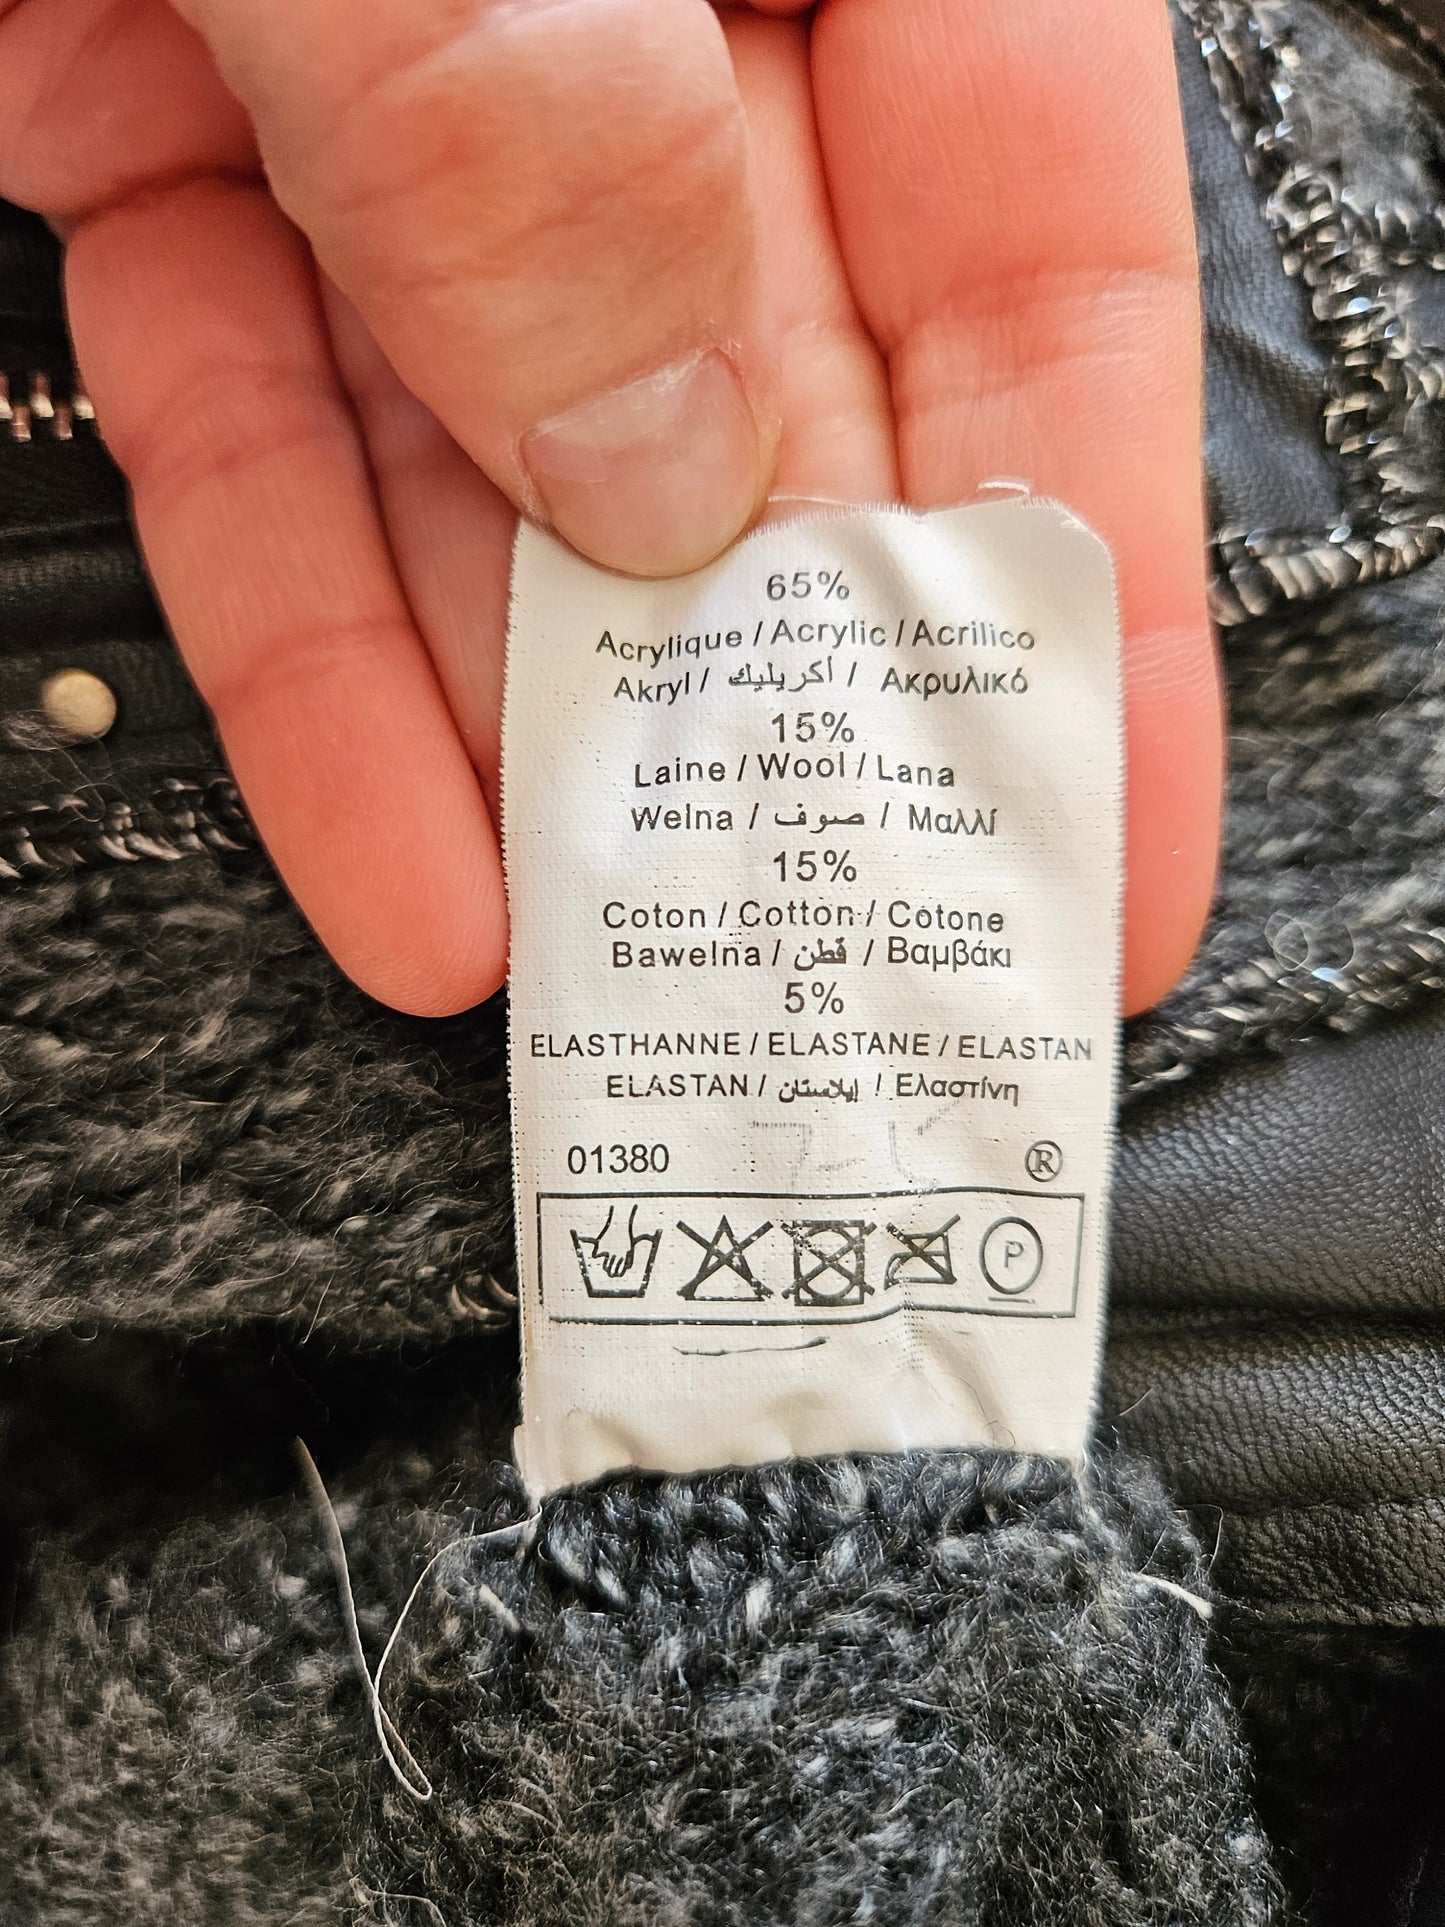 65%
Acrylique / Acrylic / Acrilico
Akryl / أكريليك / Ακρυλικό
15%
Laine / Wool / Lana
Welna / صوف / Μαλλί
15%
Coton / Cotton / Cotone
Bawelna / قطن / Βαμβάκι
5%
ELASTHANNE / ELASTANE / ELASTAN
ELASTAN / إيلاستان / Ελαστίνη
01380 ®
P